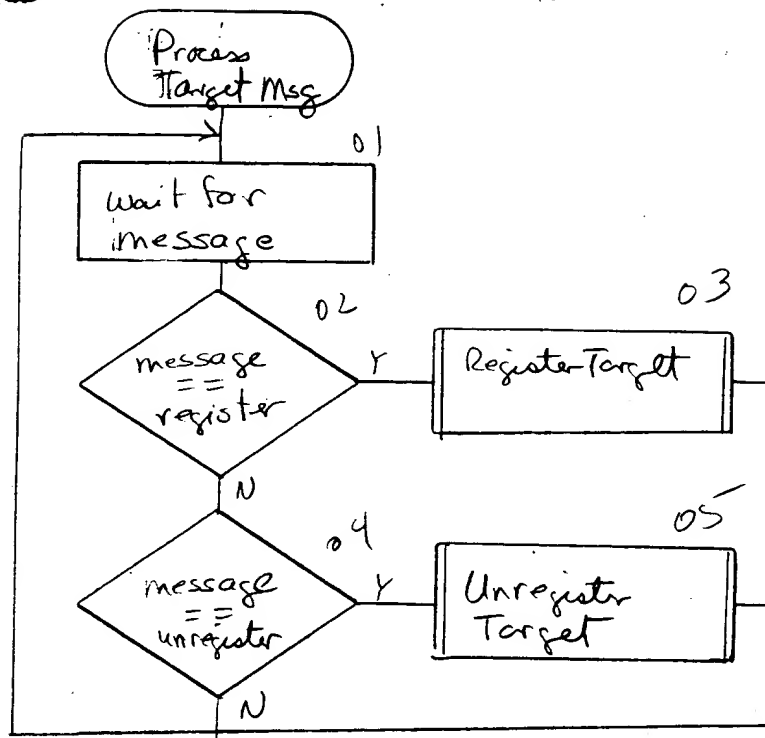 Process
Target Msg
01
wait for
message
02
message
==
register
Y
03
Register Target
N
04
message
==
unregister
Y
05
Unregister
Target
N